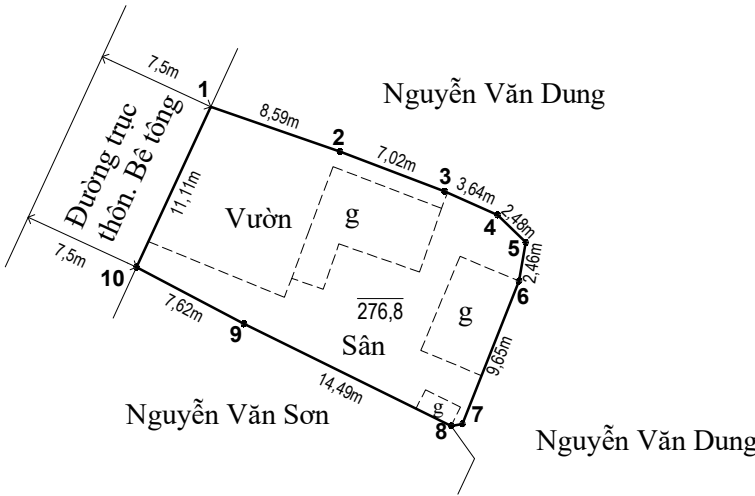 7,5m
1
Nguyễn Văn Dung
8,59m
2
7,02m
3
3,64m
4
2,48m
5
2,46m
6
Đường trục
thôn. Bê tông
11,11m
Vườn
g
7,5m
10
7,62m
9
276,8
g
Sân
9,65m
14,49m
g
7
8
Nguyễn Văn Sơn
Nguyễn Văn Dung